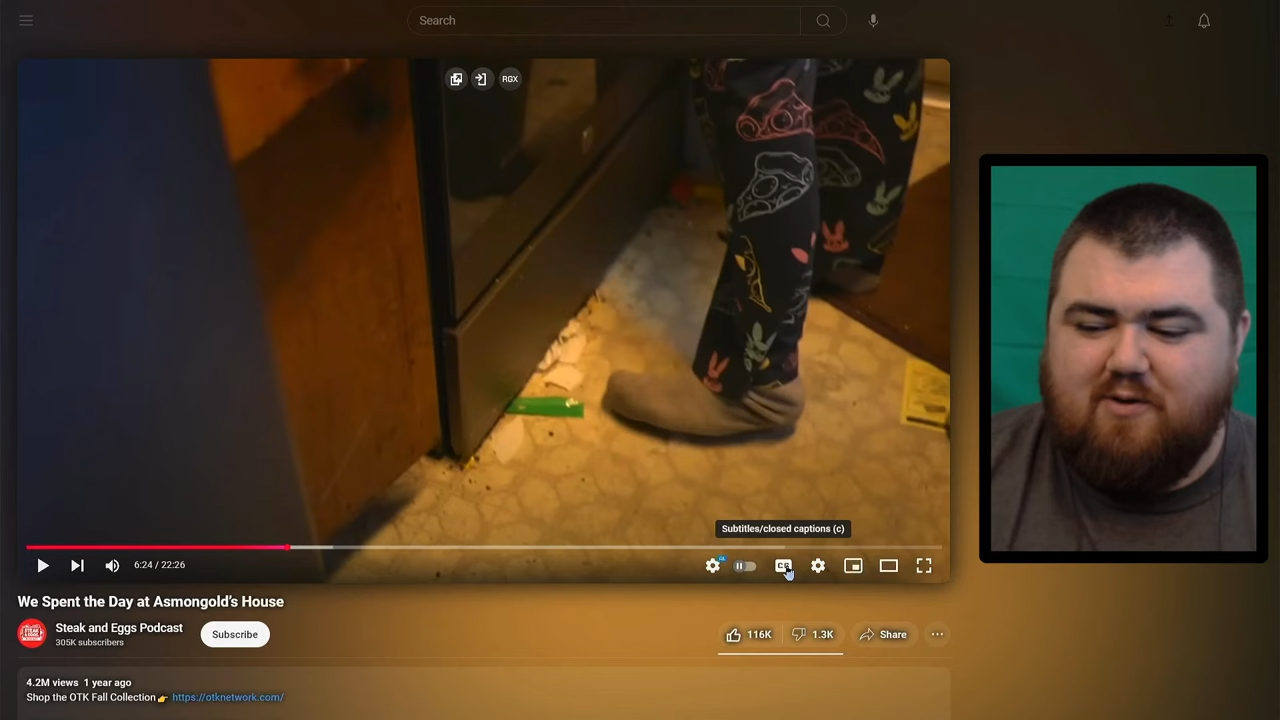 Search
RGX
Subtitles/closed captions (c)
6:24 / 22:26
We Spent the Day at Asmongold's House
Steak and Eggs Podcast
305K subscribers
Subscribe
116K
1.3K
Share
4.2M views 1 year ago
Shop the OTK Fall Collection👉 https://otknetwork.com/